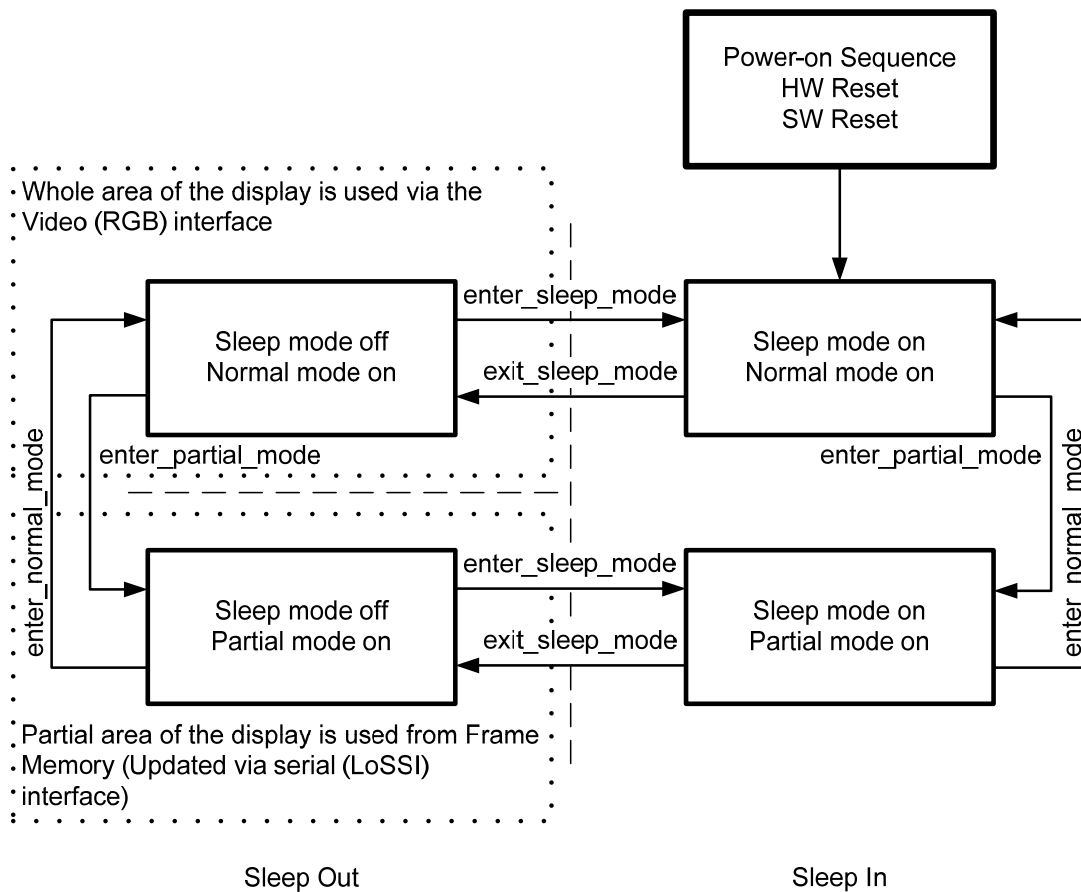 Power-on Sequence
HW Reset
SW Reset
Whole area of the display is used via the
Video (RGB) interface
enter_sleep_mode
Sleep mode off
Normal mode on
Sleep mode on
Normal mode on
exit_sleep_mode
enter_partial_mode
enter_partial_mode
enter_normal_mode
enter_normal_mode
enter_sleep_mode
Sleep mode off
Partial mode on
Sleep mode on
Partial mode on
exit_sleep_mode
Partial area of the display is used from Frame
Memory (Updated via serial (LoSSI)
interface)
Sleep Out
Sleep In